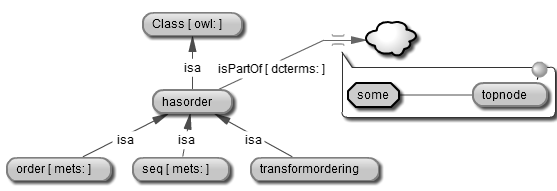 Class [ owl: ]
isa
isPartOf [ dcterms: ]
some
topnode
hasorder
isa
isa
isa
order [ mets: ]
seq [ mets: ]
transformordering